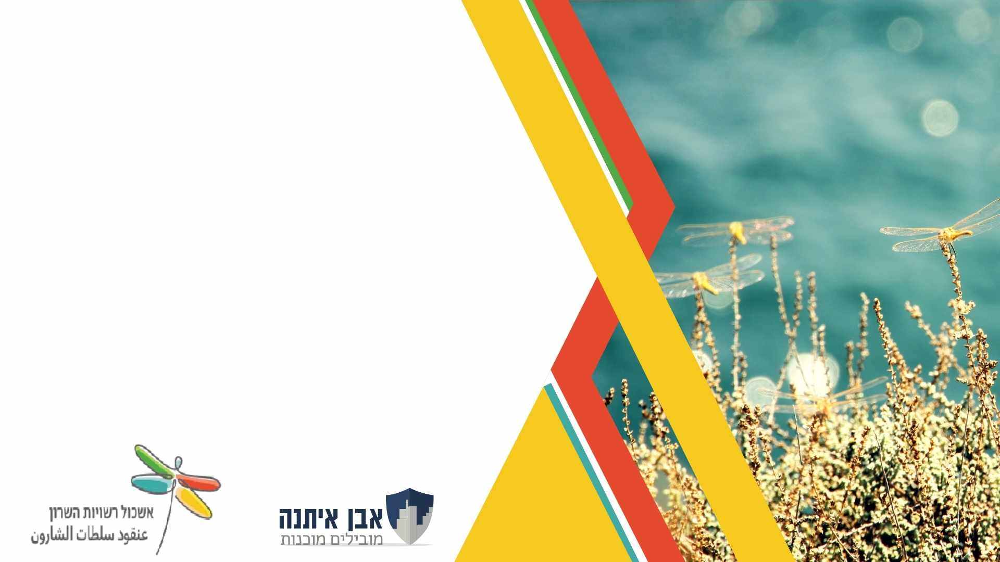 אשכול רשויות השרון
عنقود سلطات الشارون
אבן איתנה
מובילים מוכנות